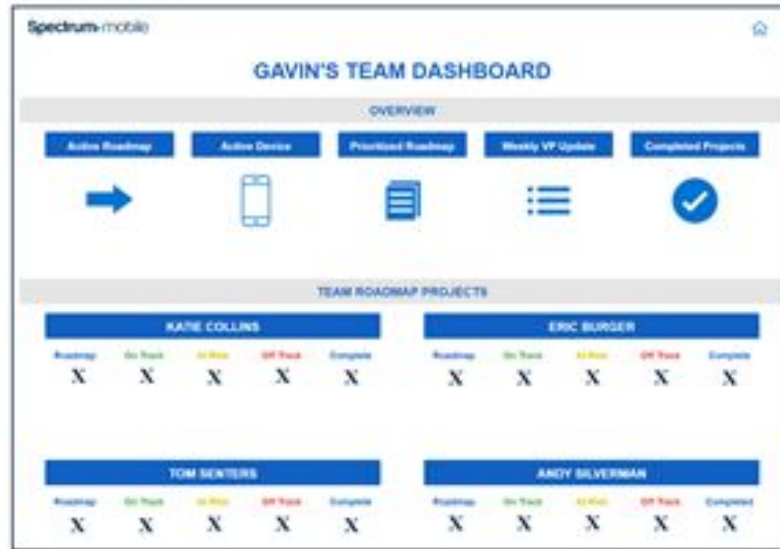 Spectrum mobile
GAVIN'S TEAM DASHBOARD
OVERVIEW
Active Roadmap Active Device Prioritized Roadmap Weekly VP Update Completed Projects
TEAM ROADMAP PROJECTS
KATIE COLLINS ERIC BURGER
Roadmap On Track At Risk Off Track Complete Roadmap On Track At Risk Off Track Complete
X X X X X X X X X X
TOM SENTERS ANDY SILVERMAN
Roadmap On Track At Risk Off Track Complete Roadmap On Track At Risk Off Track Completed
X X X X X X X X X X